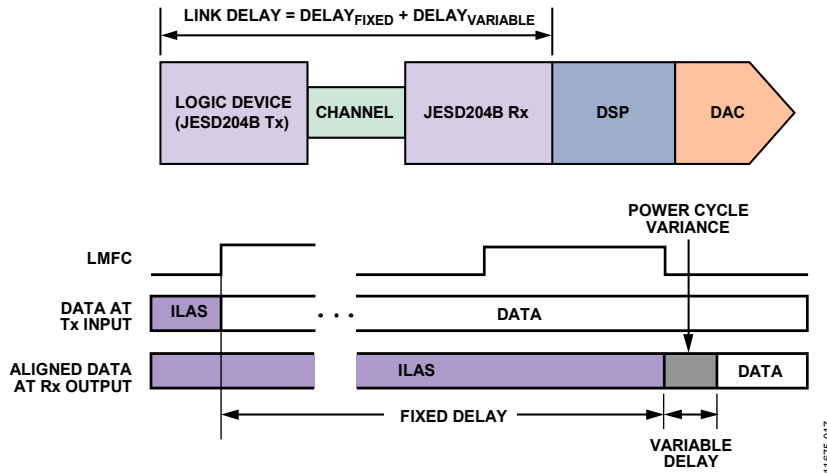 LINK DELAY = DELAYFIXED + DELAYVARIABLE
LOGIC DEVICE
(JESD204B Tx)
CHANNEL
JESD204B Rx
DSP
DAC
POWER CYCLE
VARIANCE
LMFC
DATA AT
Tx INPUT
ILAS
...
DATA
ALIGNED DATA
AT Rx OUTPUT
ILAS
DATA
FIXED DELAY
VARIABLE
DELAY
11675-017